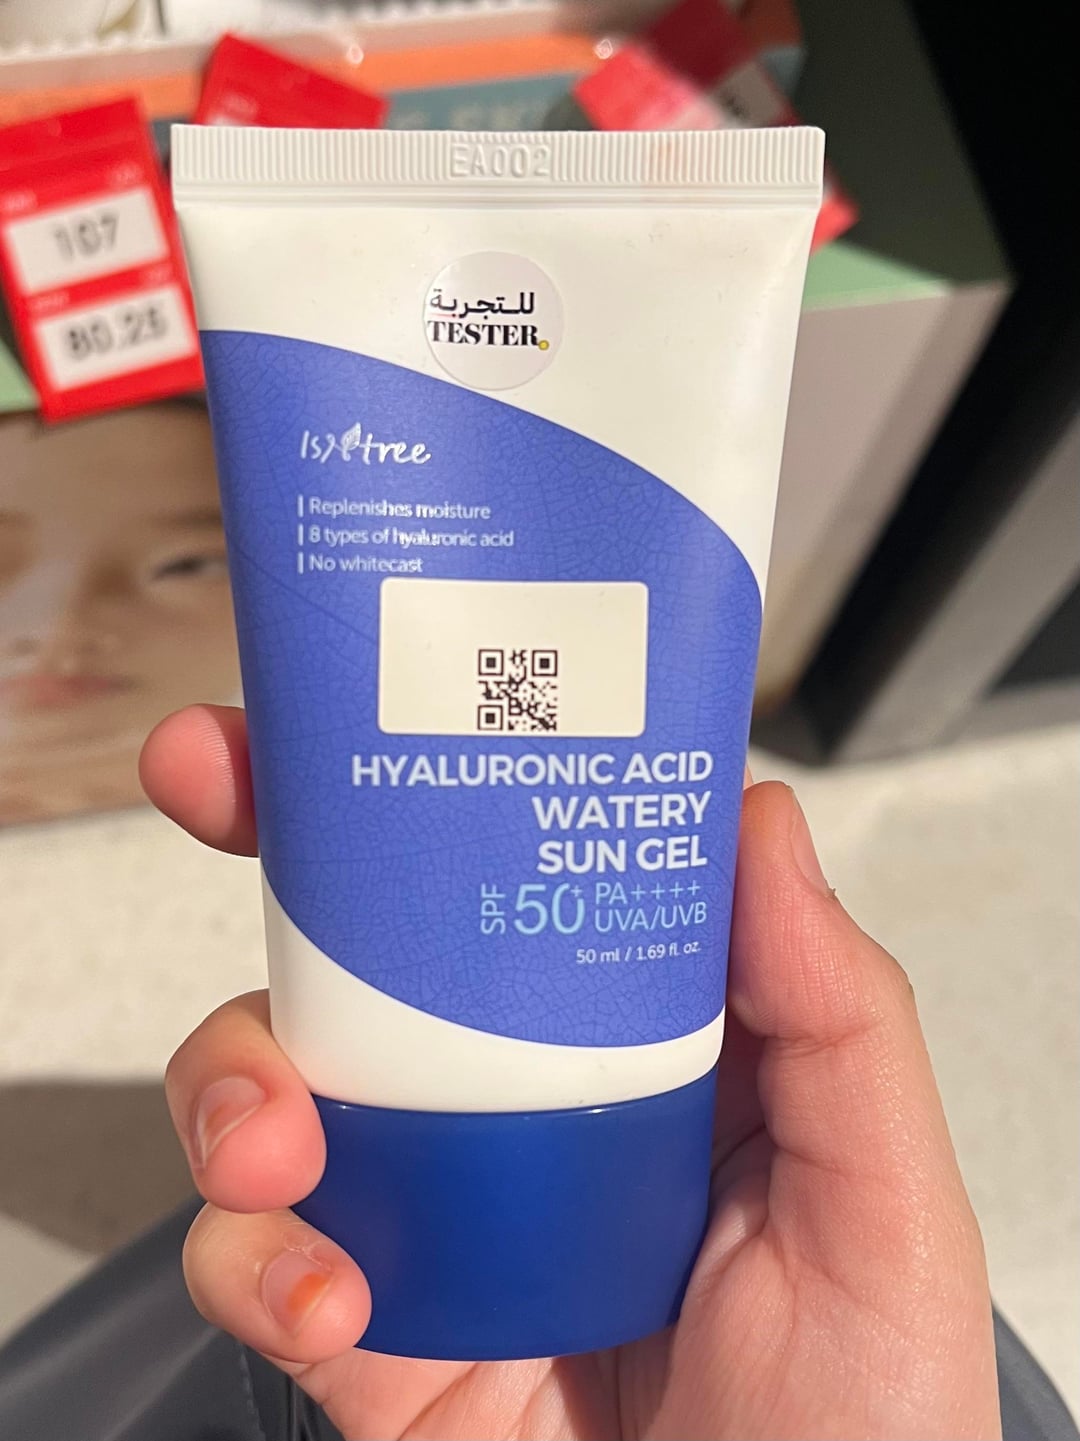 EA002
107
80.25
للتجربة
TESTER.
Isntree
Replenishes moisture
8 types of hyaluronic acid
No whitecast
HYALURONIC ACID
WATERY
SUN GEL
SPF 50+ PA++++
UVA/UVB
50 ml / 1.69 fl. oz.